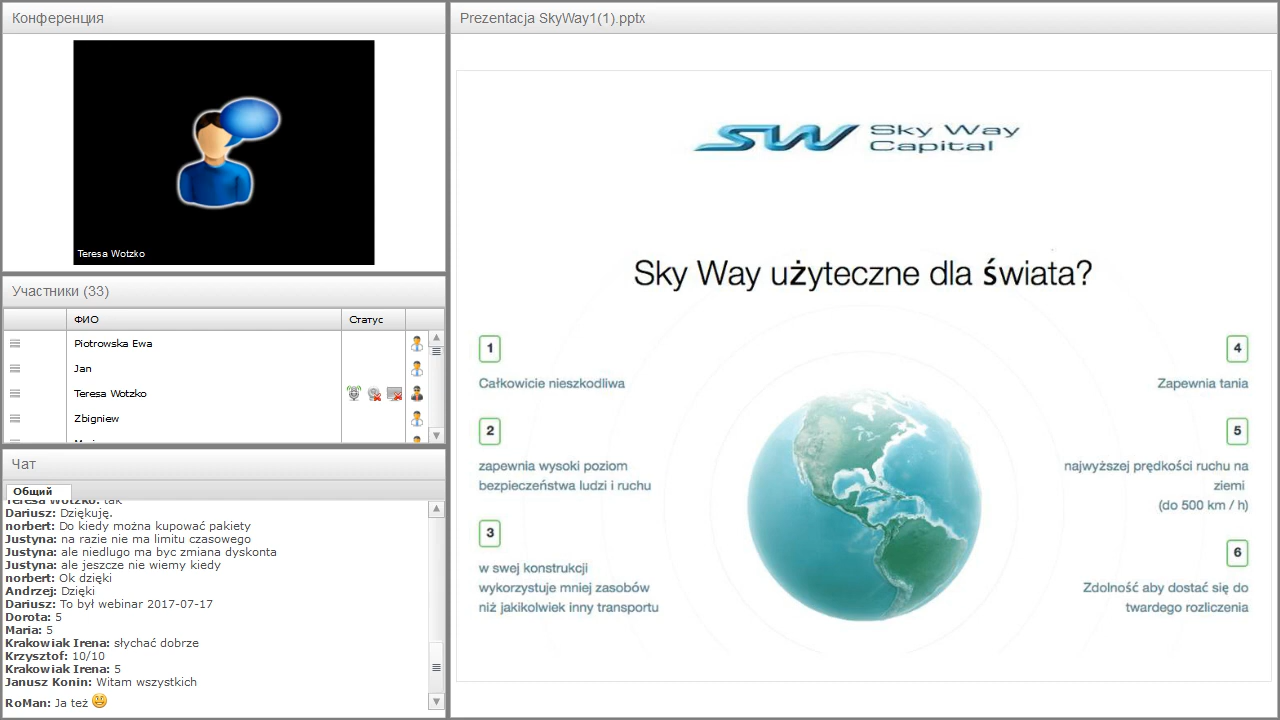 Конференция
Teresa Wotzko
Участники (33)
ФИО
Статус
Piotrowska Ewa
Jan
Teresa Wotzko
Zbigniew
Чат
Общий
Teresa Wotzko: tak
Dariusz: Dziękuję.
norbert: Do kiedy można kupować pakiety
Justyna: na razie nie ma limitu czasowego
Justyna: ale niedlugo ma byc zmiana dyskonta
Justyna: ale jeszcze nie wiemy kiedy
norbert: Ok dzięki
Andrzej: Dzięki
Dariusz: To był webinar 2017-07-17
Dorota: 5
Maria: 5
Krakowiak Irena: słychać dobrze
Krzysztof: 10/10
Krakowiak Irena: 5
Janusz Konin: Witam wszystkich
RoMan: Ja też
Prezentacja SkyWay1(1).pptx
SW Sky Way
Capital
Sky Way użyteczne dla świata?
1
Całkowicie nieszkodliwa
2
zapewnia wysoki poziom
bezpieczeństwa ludzi i ruchu
3
w swej konstrukcji
wykorzystuje mniej zasobów
niż jakikolwiek inny transportu
4
Zapewnia tania
5
najwyższej prędkości ruchu na
ziemi
(do 500 km / h)
6
Zdolność aby dostać się do
twardego rozliczenia